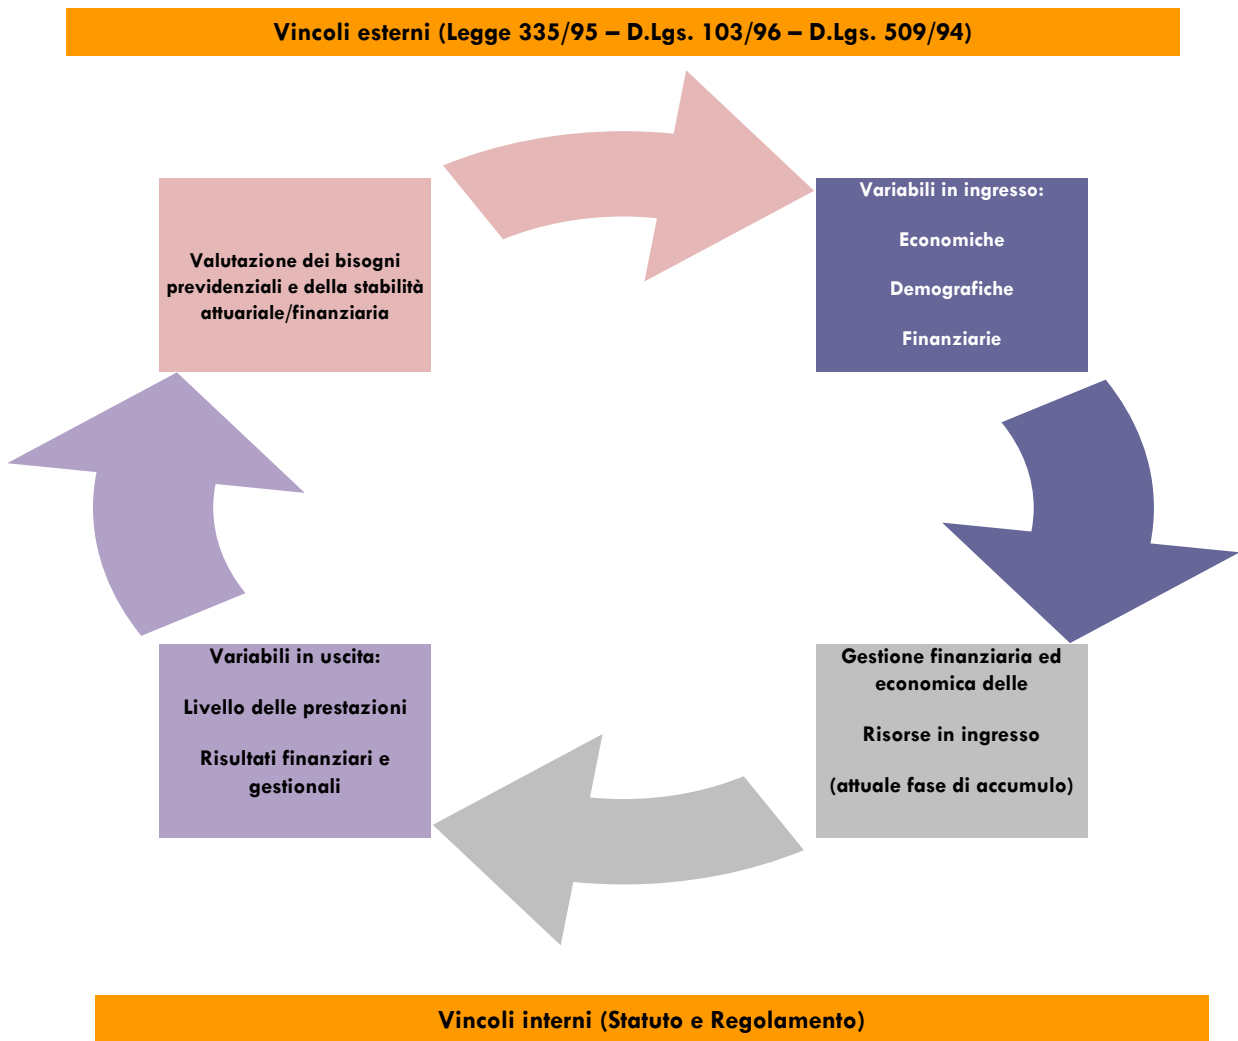 Vincoli esterni (Legge 335/95 – D.Lgs. 103/96 – D.Lgs. 509/94)
Valutazione dei bisogni
previdenziali e della stabilità
attuariale/finanziaria
Variabili in ingresso:
Economiche
Demografiche
Finanziarie
Variabili in uscita:
Livello delle prestazioni
Risultati finanziari e
gestionali
Gestione finanziaria ed
economica delle
Risorse in ingresso
(attuale fase di accumulo)
Vincoli interni (Statuto e Regolamento)